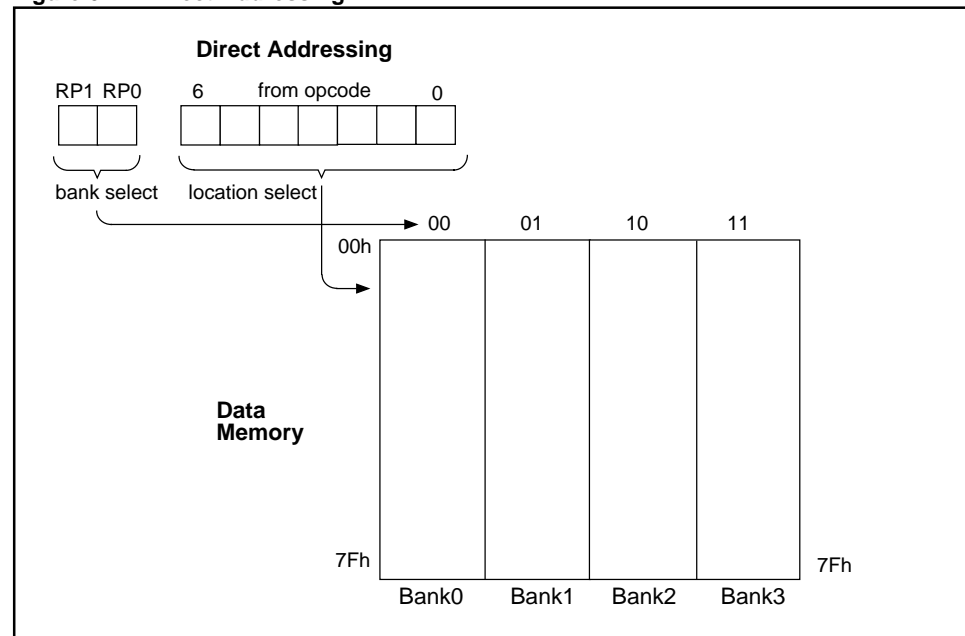 Direct Addressing
RP1 RP0 6 from opcode 0
bank select location select
00 01 10 11
00h
Data
Memory
7Fh 7Fh
Bank0 Bank1 Bank2 Bank3